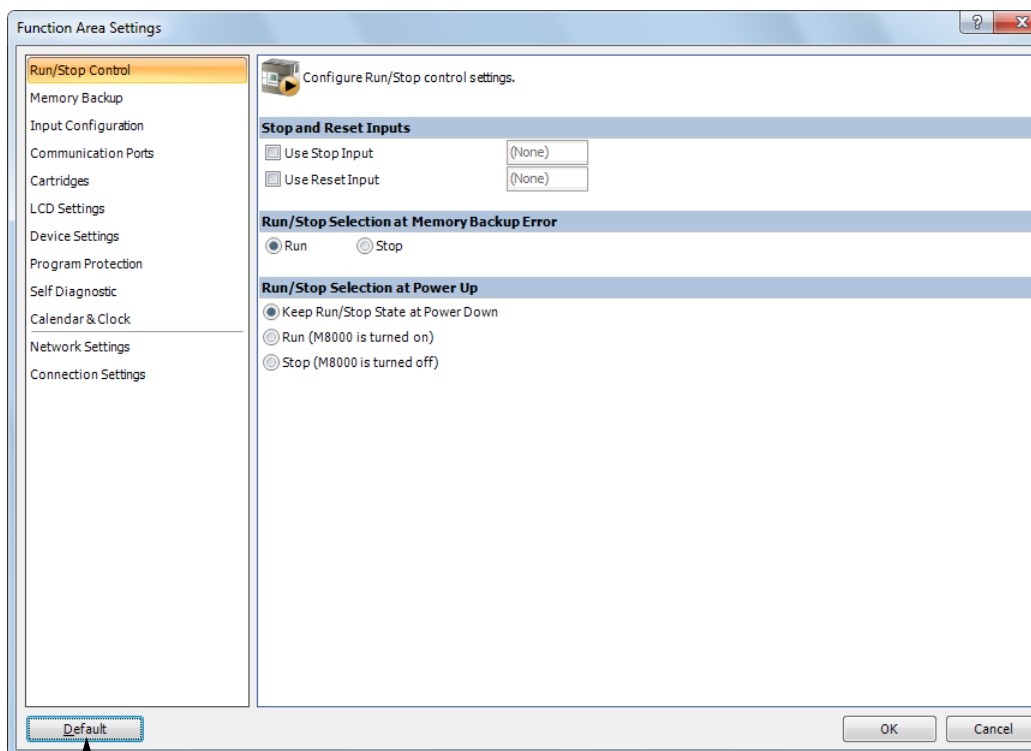 Function Area Settings
?
X
Run/Stop Control
Memory Backup
Input Configuration
Communication Ports
Cartridges
LCD Settings
Device Settings
Program Protection
Self Diagnostic
Calendar & Clock
Network Settings
Connection Settings
Configure Run/Stop control settings.
Stop and Reset Inputs
Use Stop Input (None)
Use Reset Input (None)
Run/Stop Selection at Memory Backup Error
Run Stop
Run/Stop Selection at Power Up
Keep Run/Stop State at Power Down
Run (M8000 is turned on)
Stop (M8000 is turned off)
Default
OK
Cancel